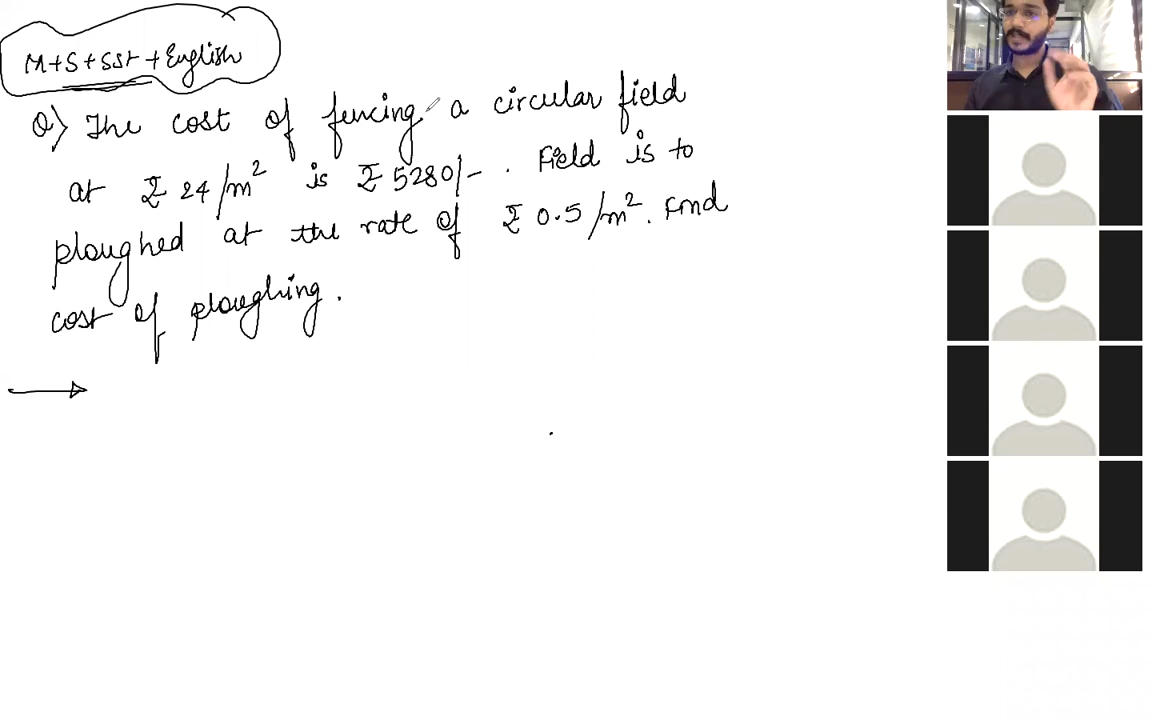 M+S+SSt+English
Q) The cost of fencing a circular field
at ₹ 24/m² is ₹ 5280/- . Field is to
ploughed at the rate of ₹ 0.5/m². Find
cost of ploughing.